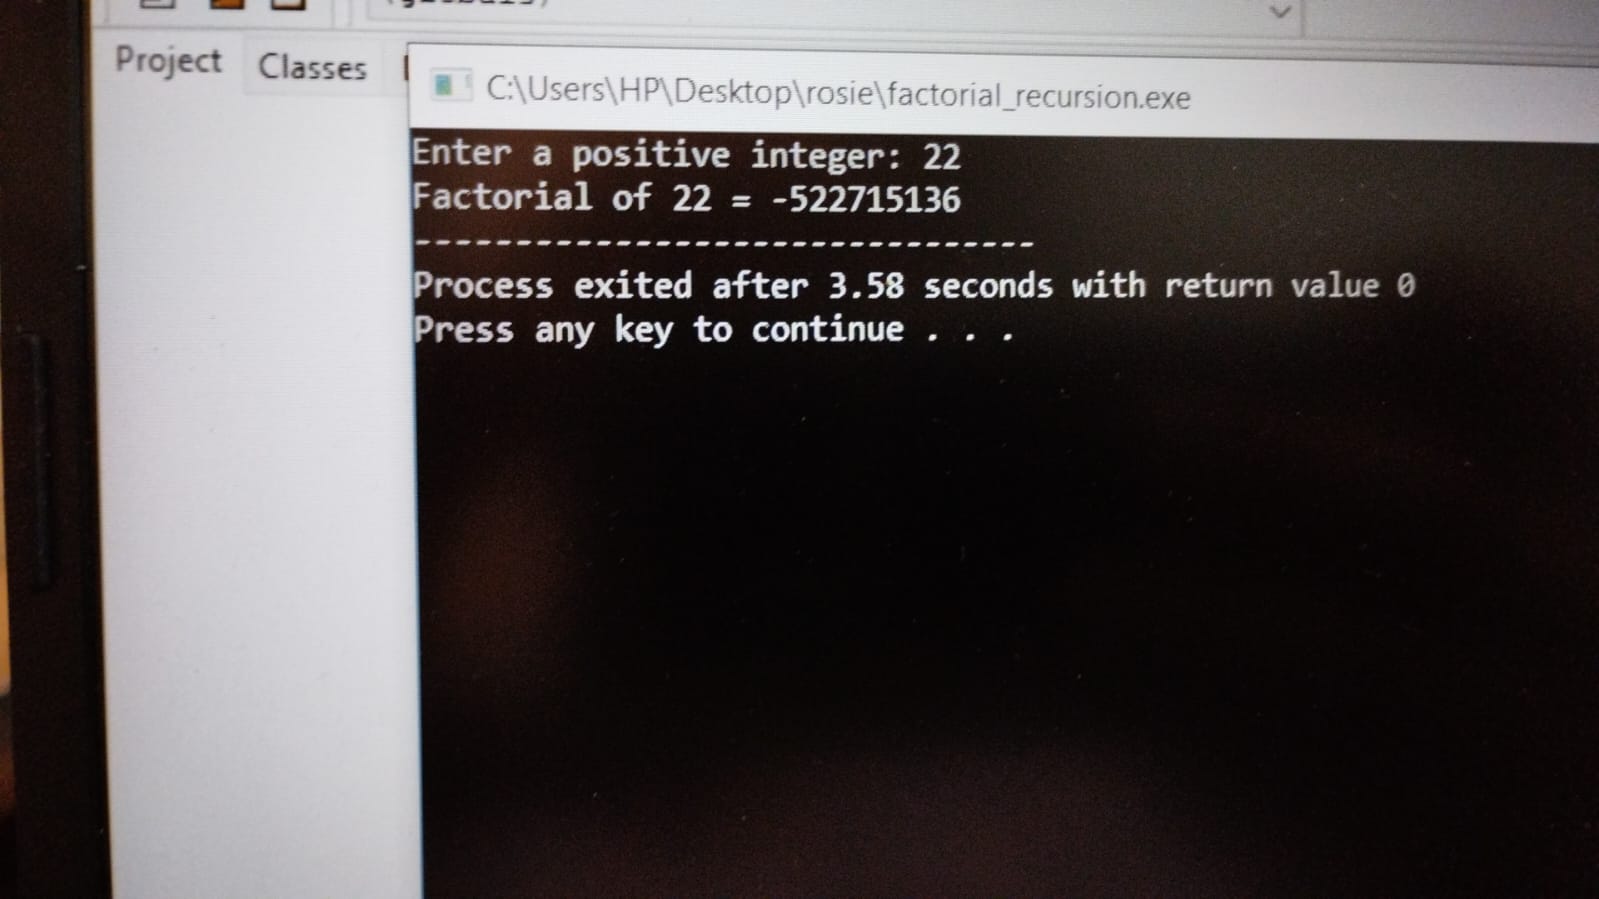 Project Classes
C:\Users\HP\Desktop\rosie\factorial_recursion.exe
Enter a positive integer: 22
Factorial of 22 = -522715136
--------------------------------
Process exited after 3.58 seconds with return value 0
Press any key to continue . . .